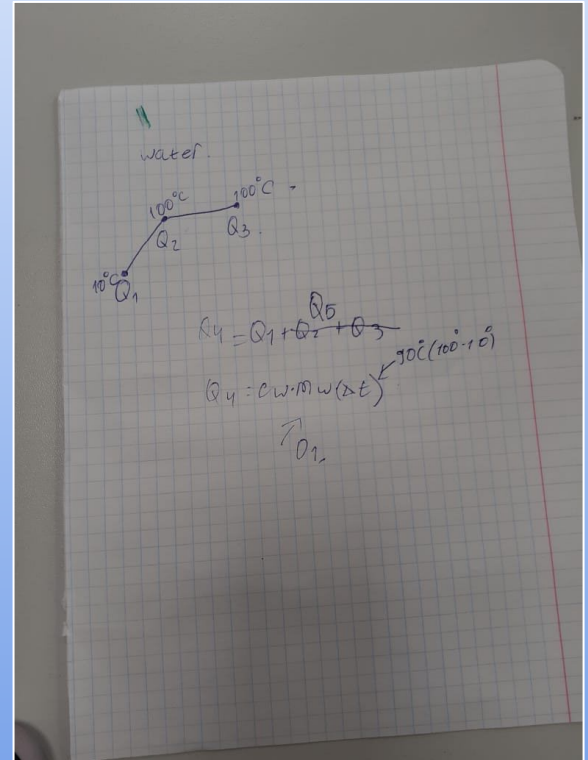 water.
100°C 100°C
Q2 Q3.
10°C
Q1
Q5
Q4 = Q1 + Q2 + Q3
90°C (100°-10°)
Q4 = cw·Mw(Δt)